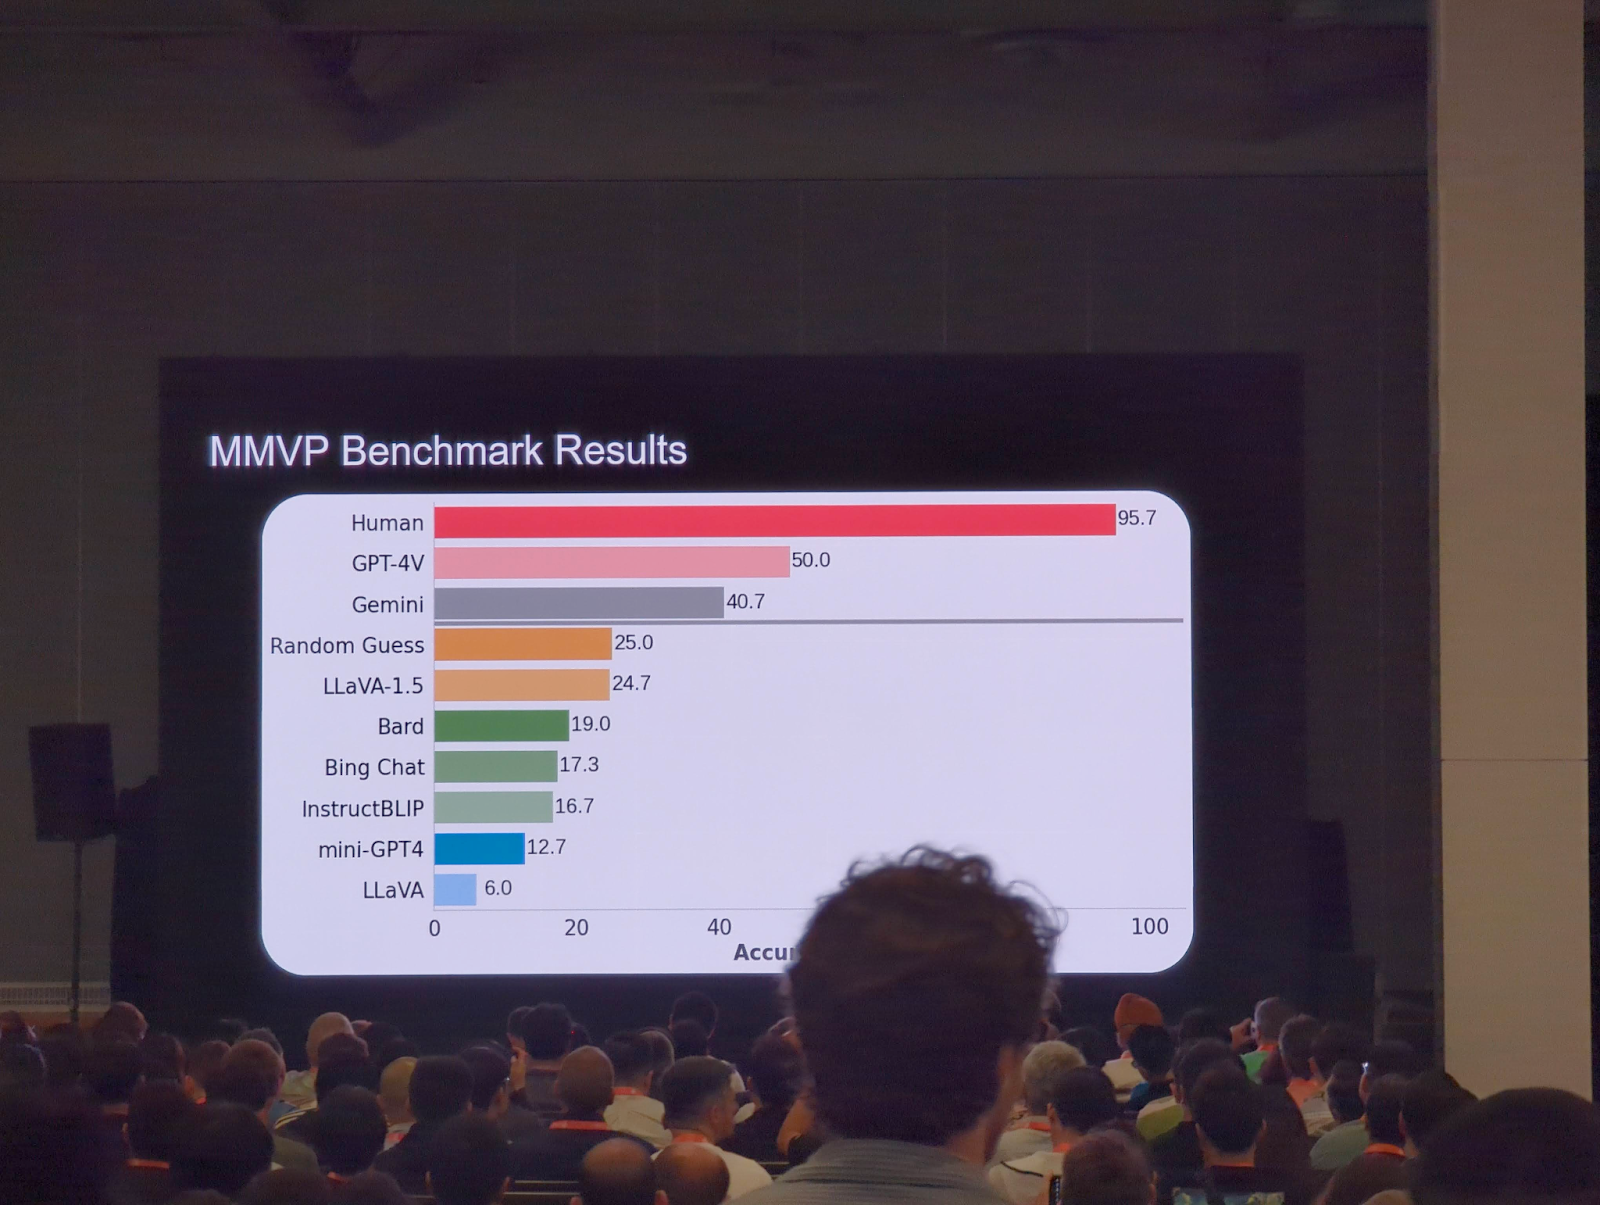 MMVP Benchmark Results
Human 95.7
GPT-4V 50.0
Gemini 40.7
Random Guess 25.0
LLaVA-1.5 24.7
Bard 19.0
Bing Chat 17.3
InstructBLIP 16.7
mini-GPT4 12.7
LLaVA 6.0
0 20 40 100
Accu